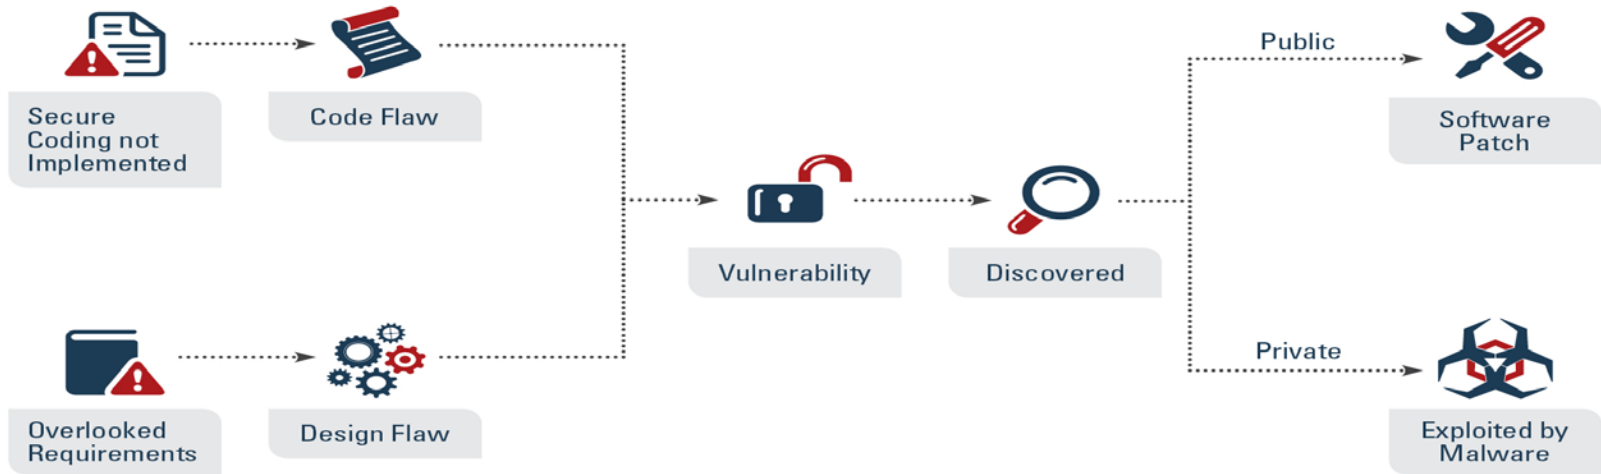 Secure
Coding not
Implemented
Code Flaw
Overlooked
Requirements
Design Flaw
Vulnerability
Discovered
Public
Software
Patch
Private
Exploited by
Malware